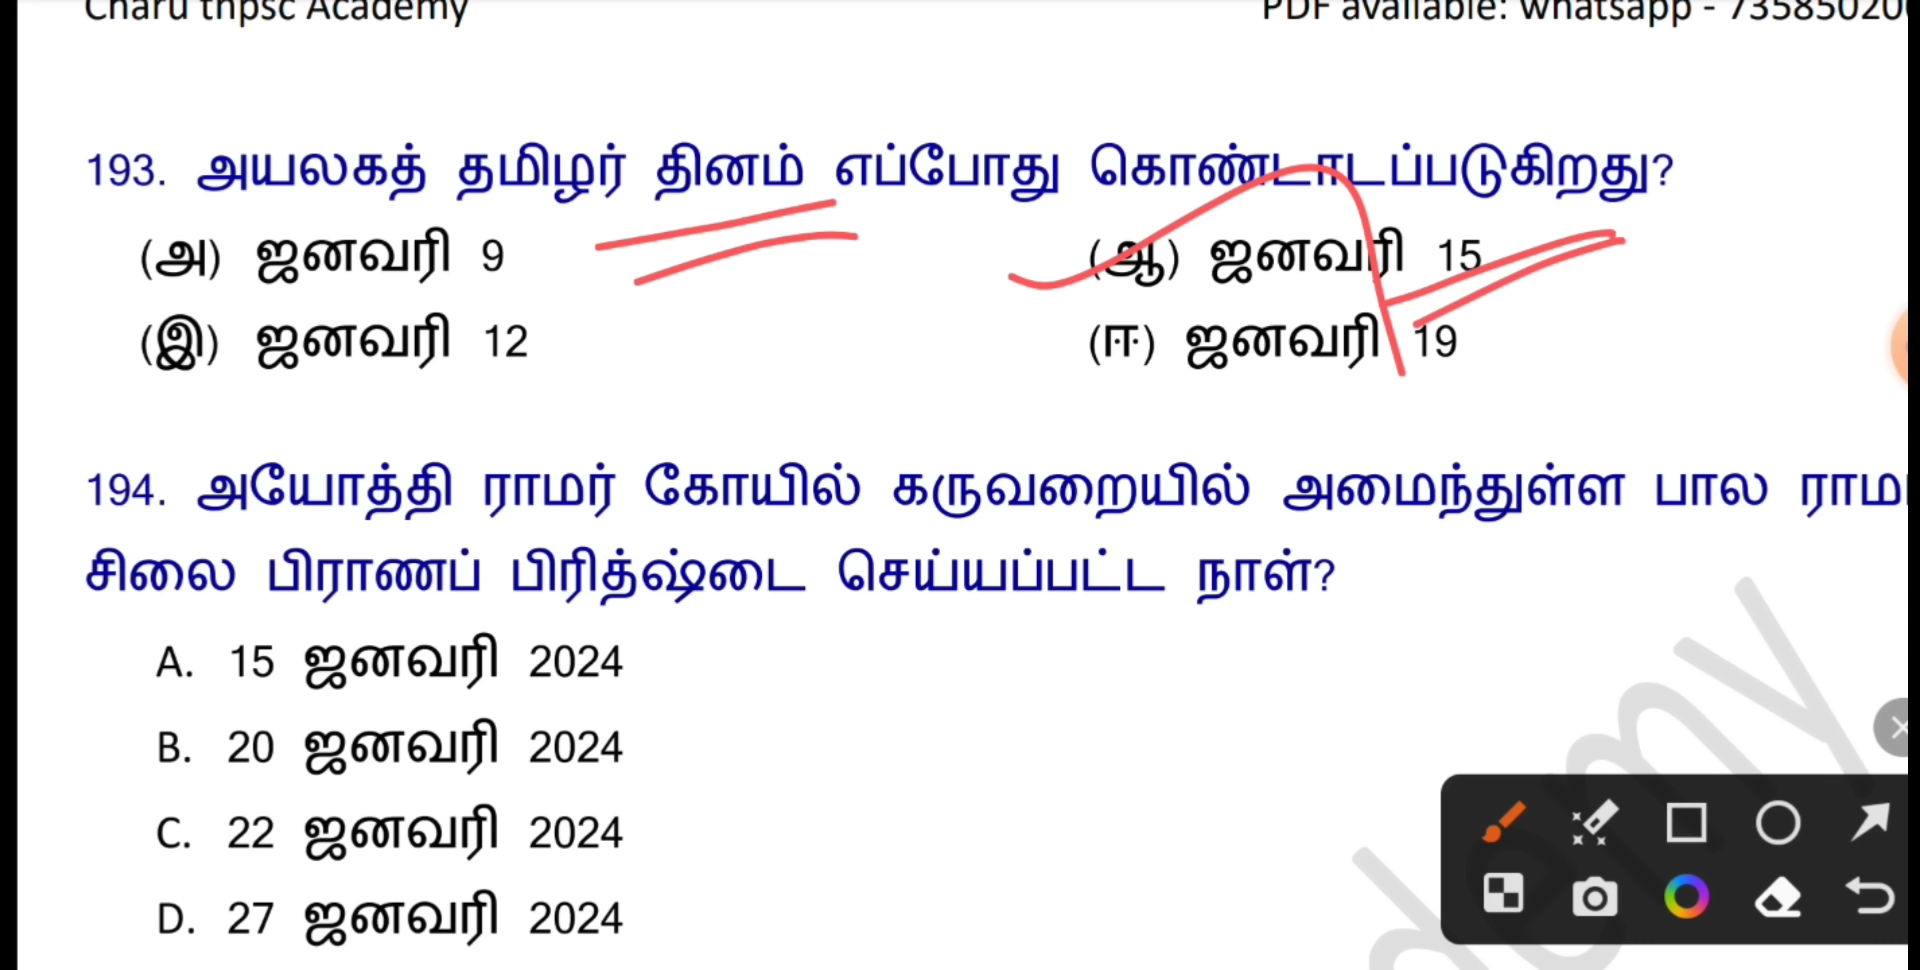 Charu tnpsc Academy
PDF available: whatsapp - 73585020
193. அயலகத் தமிழர் தினம் எப்போது கொண்டாடப்படுகிறது?
(அ) ஜனவரி 9
(ஆ) ஜனவரி 15
(இ) ஜனவரி 12
(ஈ) ஜனவரி 19
194. அயோத்தி ராமர் கோயில் கருவறையில் அமைந்துள்ள பால ராம
சிலை பிராணப் பிரித்ஷ்டை செய்யப்பட்ட நாள்?
A. 15 ஜனவரி 2024
B. 20 ஜனவரி 2024
C. 22 ஜனவரி 2024
D. 27 ஜனவரி 2024
demy